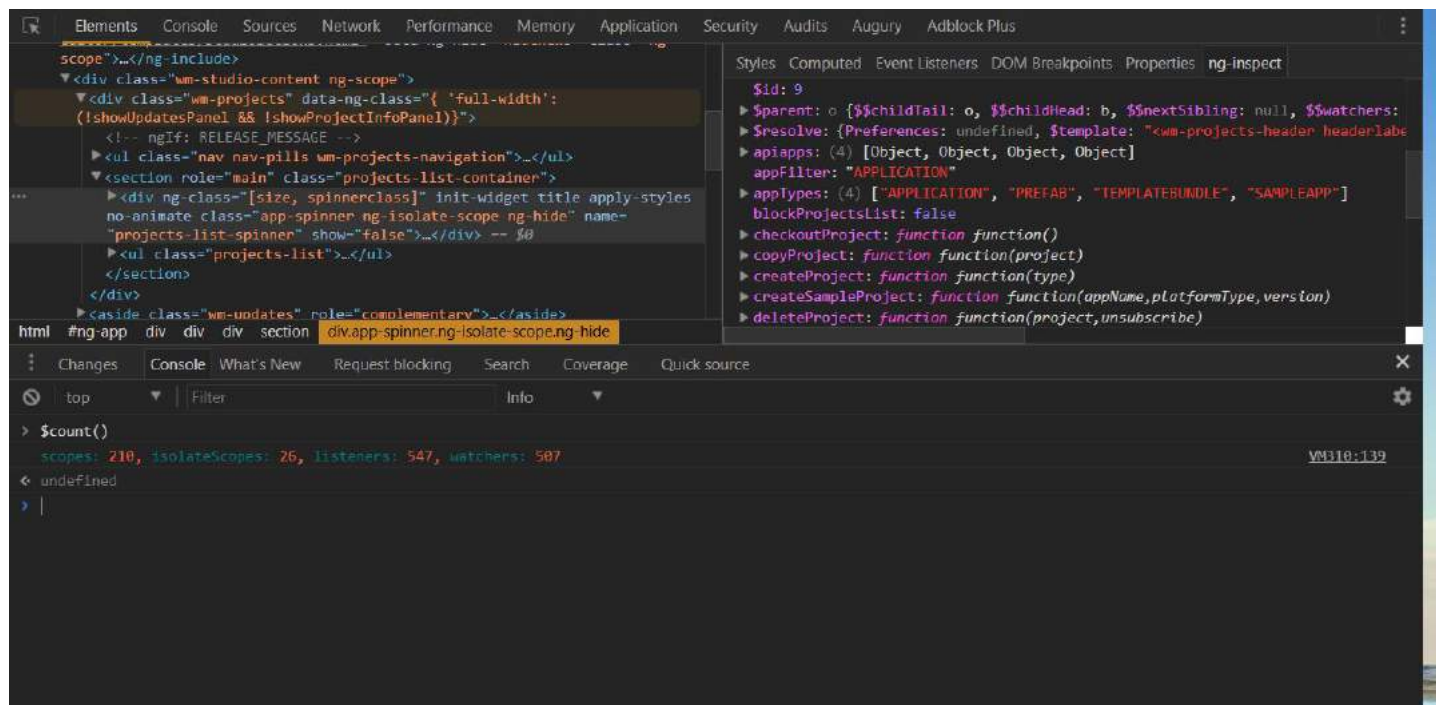 Elements Console Sources Network Performance Memory Application Security Audits Augury Adblock Plus
scope">…</ng-include>
▼<div class="wm-studio-content ng-scope">
▼<div class="wm-projects" data-ng-class="{ 'full-width':
(!showUpdatesPanel && !showProjectInfoPanel)}">
<!-- ngIf: RELEASE_MESSAGE -->
▶<ul class="nav nav-pills wm-projects-navigation">…</ul>
▼<section role="main" class="projects-list-container">
… ▶<div ng-class="[size, spinnerclass]" init-widget title apply-styles
no-animate class="app-spinner ng-isolate-scope ng-hide" name=
"projects-list-spinner" show="false">…</div> == $0
▶<ul class="projects-list">…</ul>
</section>
</div>
▶<aside class="wm-updates" role="complementary">…</aside>
html #ng-app div div div section div.app-spinner.ng-isolate-scope.ng-hide
Styles Computed Event Listeners DOM Breakpoints Properties ng-inspect
$id: 9
▶$parent: o {$$childTail: o, $$childHead: b, $$nextSibling: null, $$watchers:
▶$resolve: {Preferences: undefined, $template: "<wm-projects-header headerlabe
▶apiapps: (4) [Object, Object, Object, Object]
appFilter: "APPLICATION"
▶appTypes: (4) ["APPLICATION", "PREFAB", "TEMPLATEBUNDLE", "SAMPLEAPP"]
blockProjectsList: false
▶checkoutProject: function function()
▶copyProject: function function(project)
▶createProject: function function(type)
▶createSampleProject: function function(appName,platformType,version)
▶deleteProject: function function(project,unsubscribe)
Changes Console What's New Request blocking Search Coverage Quick source
top ▼ Filter Info ▼
> $count()
scopes: 210, isolateScopes: 26, listeners: 547, watchers: 507 VM310:139
undefined
>